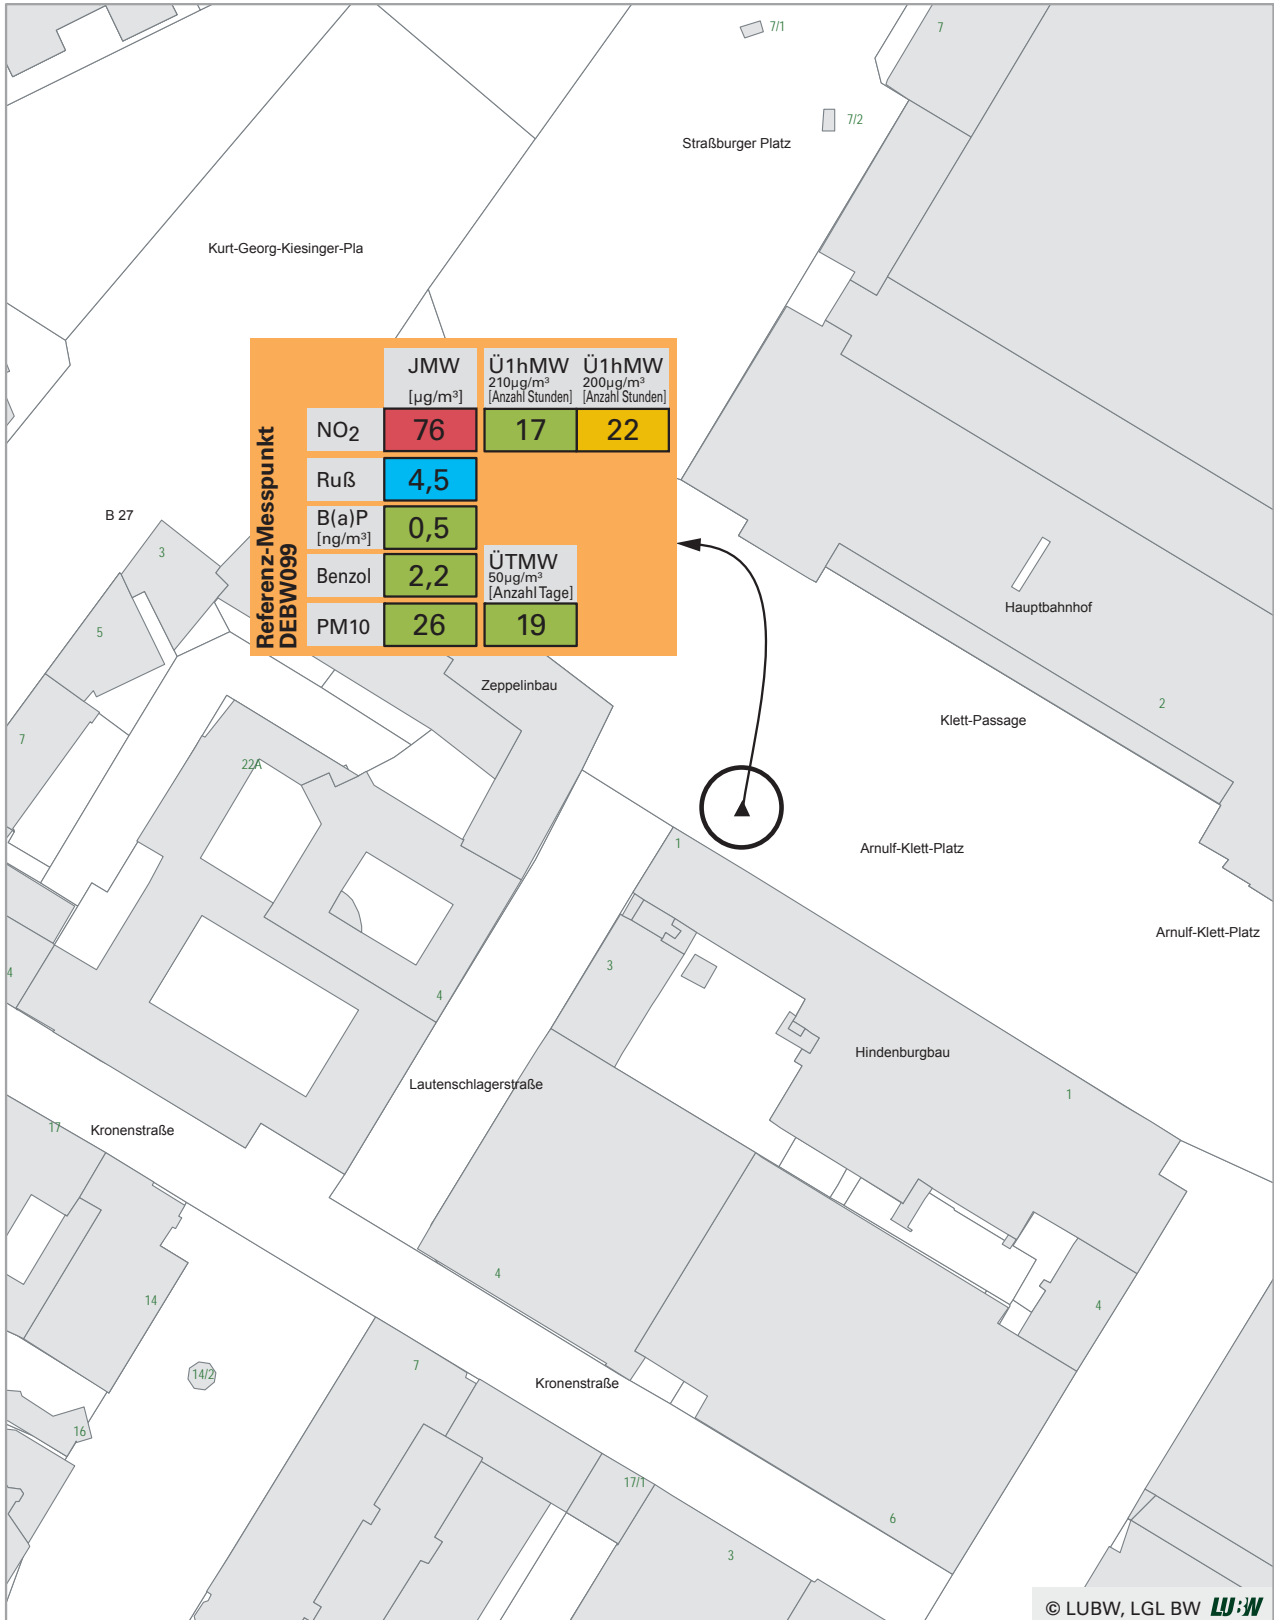 7/1
7
7/2
Straßburger Platz
Kurt-Georg-Kiesinger-Pla
Referenz-Messpunkt
DEBW099
JMW
[µg/m³]
Ü1hMW
210µg/m³
[Anzahl Stunden]
Ü1hMW
200µg/m³
[Anzahl Stunden]
NO2
76
17
22
Ruß
4,5
B(a)P
[ng/m³]
0,5
Benzol
2,2
ÜTMW
50µg/m³
[Anzahl Tage]
PM10
26
19
B 27
3
5
7
Hauptbahnhof
2
Zeppelinbau
Klett-Passage
22A
1
Arnulf-Klett-Platz
Arnulf-Klett-Platz
3
4
4
Hindenburgbau
Lautenschlagerstraße
1
17
Kronenstraße
4
4
14
7
14/2
Kronenstraße
16
17/1
6
3
© LUBW, LGL BW LUBW